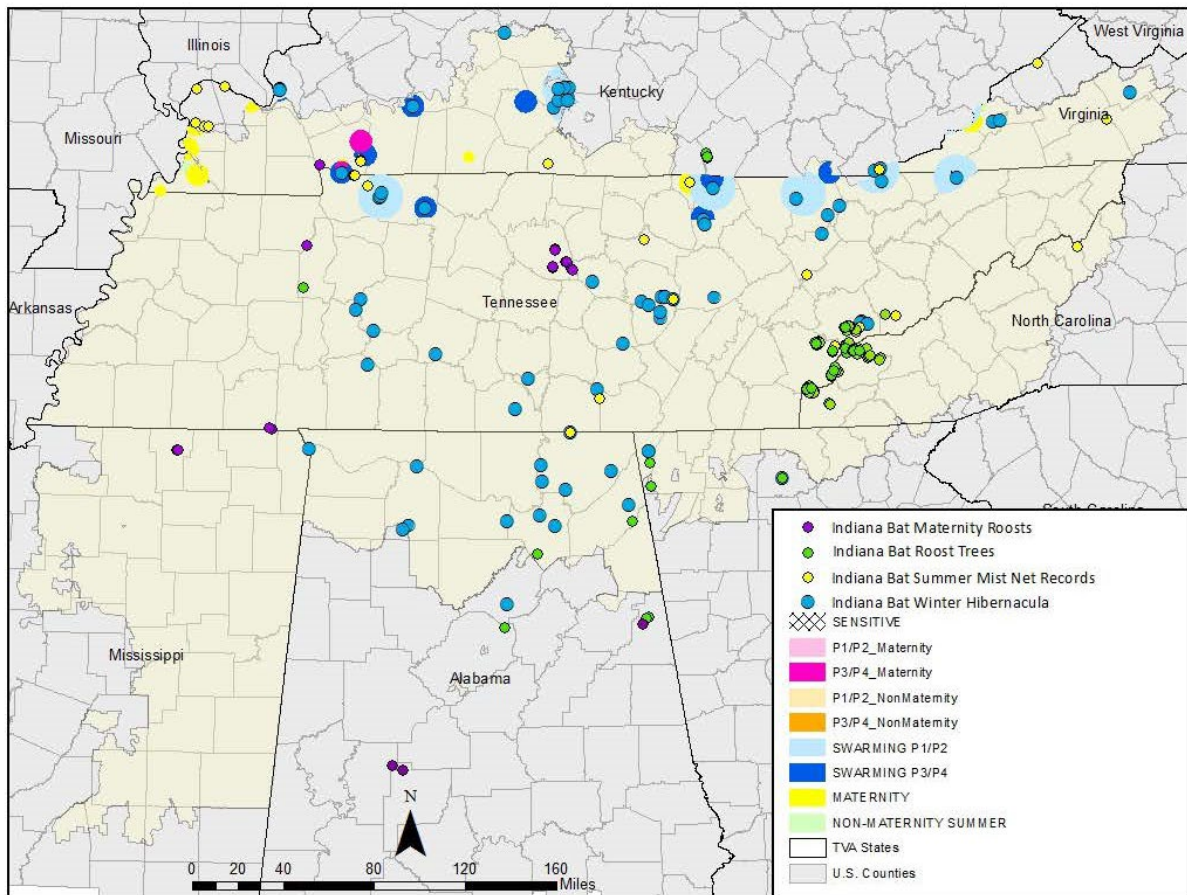 Illinois
West Virginia
Kentucky
Missouri
Virginia
Tennessee
Arkansas
North Carolina
South Carolina
Mississippi
Alabama
Indiana Bat Maternity Roosts
Indiana Bat Roost Trees
Indiana Bat Summer Mist Net Records
Indiana Bat Winter Hibernacula
SENSITIVE
P1/P2_Maternity
P3/P4_Maternity
P1/P2_NonMaternity
P3/P4_NonMaternity
SWARMING P1/P2
SWARMING P3/P4
MATERNITY
NON-MATERNITY SUMMER
TVA States
U.S. Counties
N
0 20 40 80 120 160
Miles